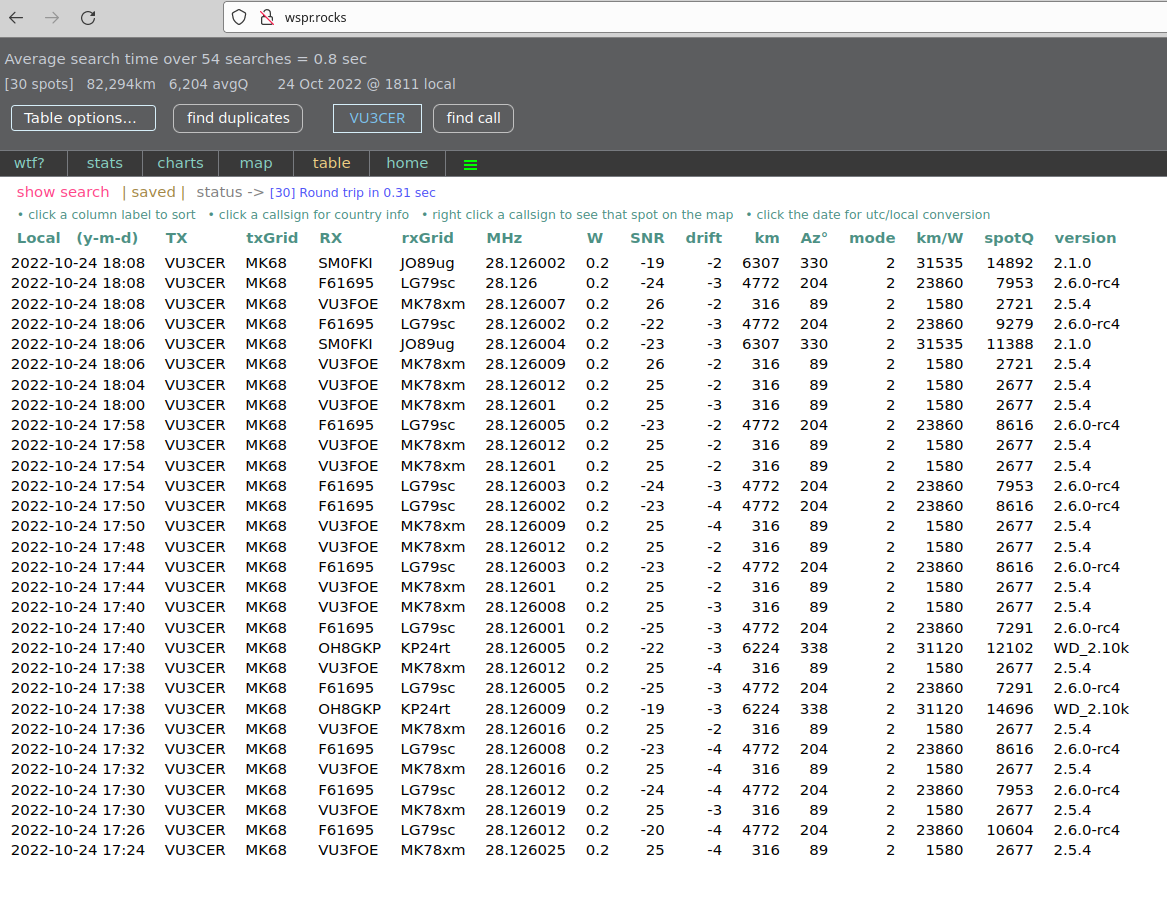 wspr.rocks
Average search time over 54 searches = 0.8 sec
[30 spots] 82,294km 6,204 avgQ 24 Oct 2022 @ 1811 local
Table options... find duplicates VU3CER find call
wtf? stats charts map table home
show search | saved | status -> [30] Round trip in 0.31 sec
• click a column label to sort • click a callsign for country info • right click a callsign to see that spot on the map • click the date for utc/local conversion
Local (y-m-d) TX txGrid RX rxGrid MHz W SNR drift km Az° mode km/W spotQ version
2022-10-24 18:08 VU3CER MK68 SM0FKI JO89ug 28.126002 0.2 -19 -2 6307 330 2 31535 14892 2.1.0
2022-10-24 18:08 VU3CER MK68 F61695 LG79sc 28.126 0.2 -24 -3 4772 204 2 23860 7953 2.6.0-rc4
2022-10-24 18:08 VU3CER MK68 VU3FOE MK78xm 28.126007 0.2 26 -2 316 89 2 1580 2721 2.5.4
2022-10-24 18:06 VU3CER MK68 F61695 LG79sc 28.126002 0.2 -22 -3 4772 204 2 23860 9279 2.6.0-rc4
2022-10-24 18:06 VU3CER MK68 SM0FKI JO89ug 28.126004 0.2 -23 -3 6307 330 2 31535 11388 2.1.0
2022-10-24 18:06 VU3CER MK68 VU3FOE MK78xm 28.126009 0.2 26 -2 316 89 2 1580 2721 2.5.4
2022-10-24 18:04 VU3CER MK68 VU3FOE MK78xm 28.126012 0.2 25 -2 316 89 2 1580 2677 2.5.4
2022-10-24 18:00 VU3CER MK68 VU3FOE MK78xm 28.12601 0.2 25 -3 316 89 2 1580 2677 2.5.4
2022-10-24 17:58 VU3CER MK68 F61695 LG79sc 28.126005 0.2 -23 -2 4772 204 2 23860 8616 2.6.0-rc4
2022-10-24 17:58 VU3CER MK68 VU3FOE MK78xm 28.126012 0.2 25 -2 316 89 2 1580 2677 2.5.4
2022-10-24 17:54 VU3CER MK68 VU3FOE MK78xm 28.12601 0.2 25 -2 316 89 2 1580 2677 2.5.4
2022-10-24 17:54 VU3CER MK68 F61695 LG79sc 28.126003 0.2 -24 -3 4772 204 2 23860 7953 2.6.0-rc4
2022-10-24 17:50 VU3CER MK68 F61695 LG79sc 28.126002 0.2 -23 -4 4772 204 2 23860 8616 2.6.0-rc4
2022-10-24 17:50 VU3CER MK68 VU3FOE MK78xm 28.126009 0.2 25 -4 316 89 2 1580 2677 2.5.4
2022-10-24 17:48 VU3CER MK68 VU3FOE MK78xm 28.126012 0.2 25 -2 316 89 2 1580 2677 2.5.4
2022-10-24 17:44 VU3CER MK68 F61695 LG79sc 28.126003 0.2 -23 -2 4772 204 2 23860 8616 2.6.0-rc4
2022-10-24 17:44 VU3CER MK68 VU3FOE MK78xm 28.12601 0.2 25 -2 316 89 2 1580 2677 2.5.4
2022-10-24 17:40 VU3CER MK68 VU3FOE MK78xm 28.126008 0.2 25 -3 316 89 2 1580 2677 2.5.4
2022-10-24 17:40 VU3CER MK68 F61695 LG79sc 28.126001 0.2 -25 -3 4772 204 2 23860 7291 2.6.0-rc4
2022-10-24 17:40 VU3CER MK68 OH8GKP KP24rt 28.126005 0.2 -22 -3 6224 338 2 31120 12102 WD_2.10k
2022-10-24 17:38 VU3CER MK68 VU3FOE MK78xm 28.126012 0.2 25 -4 316 89 2 1580 2677 2.5.4
2022-10-24 17:38 VU3CER MK68 F61695 LG79sc 28.126005 0.2 -25 -3 4772 204 2 23860 7291 2.6.0-rc4
2022-10-24 17:38 VU3CER MK68 OH8GKP KP24rt 28.126009 0.2 -19 -3 6224 338 2 31120 14696 WD_2.10k
2022-10-24 17:36 VU3CER MK68 VU3FOE MK78xm 28.126016 0.2 25 -2 316 89 2 1580 2677 2.5.4
2022-10-24 17:32 VU3CER MK68 F61695 LG79sc 28.126008 0.2 -23 -4 4772 204 2 23860 8616 2.6.0-rc4
2022-10-24 17:32 VU3CER MK68 VU3FOE MK78xm 28.126016 0.2 25 -4 316 89 2 1580 2677 2.5.4
2022-10-24 17:30 VU3CER MK68 F61695 LG79sc 28.126012 0.2 -24 -4 4772 204 2 23860 7953 2.6.0-rc4
2022-10-24 17:30 VU3CER MK68 VU3FOE MK78xm 28.126019 0.2 25 -3 316 89 2 1580 2677 2.5.4
2022-10-24 17:26 VU3CER MK68 F61695 LG79sc 28.126012 0.2 -20 -4 4772 204 2 23860 10604 2.6.0-rc4
2022-10-24 17:24 VU3CER MK68 VU3FOE MK78xm 28.126025 0.2 25 -4 316 89 2 1580 2677 2.5.4